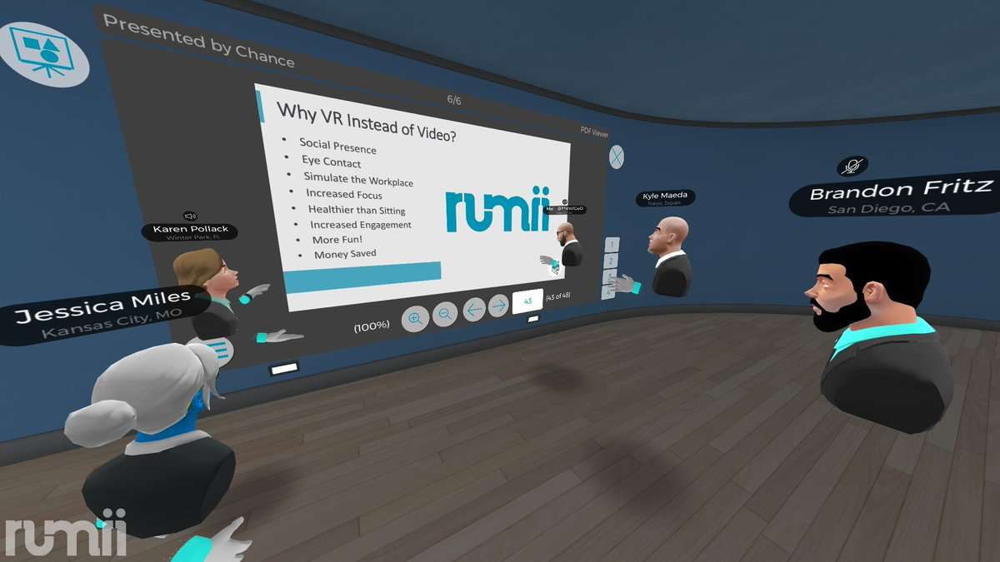 Presented by Chance
6/6
PDF Viewer
Why VR Instead of Video?
• Social Presence
• Eye Contact
• Simulate the Workplace
• Increased Focus
• Healthier than Sitting
• Increased Engagement
• More Fun!
• Money Saved
rumii
Karen Pollack
Winter Park, FL
Kyle Maeda
Tokyo, Japan
Brandon Fritz
San Diego, CA
Jessica Miles
Kansas City, MO
1
2
3
4
(100%)
43
(43 of 48)
rumii